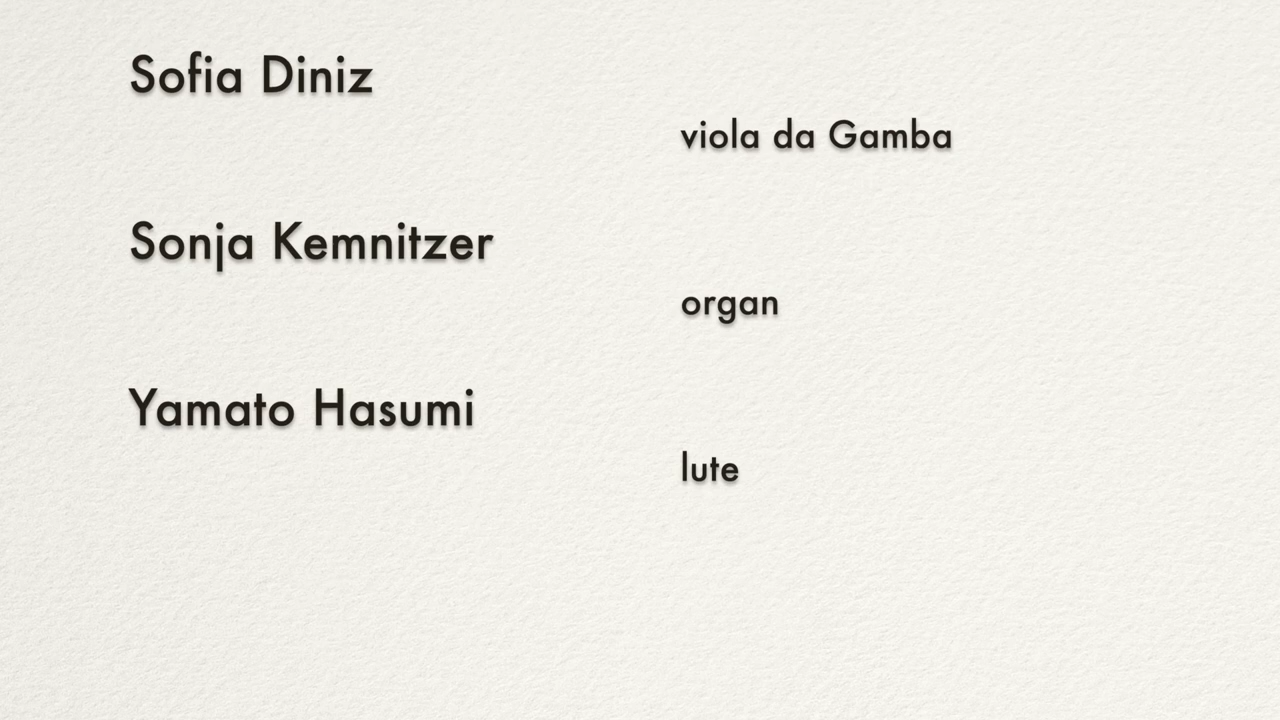 Sofia Diniz
viola da Gamba
Sonja Kemnitzer
organ
Yamato Hasumi
lute